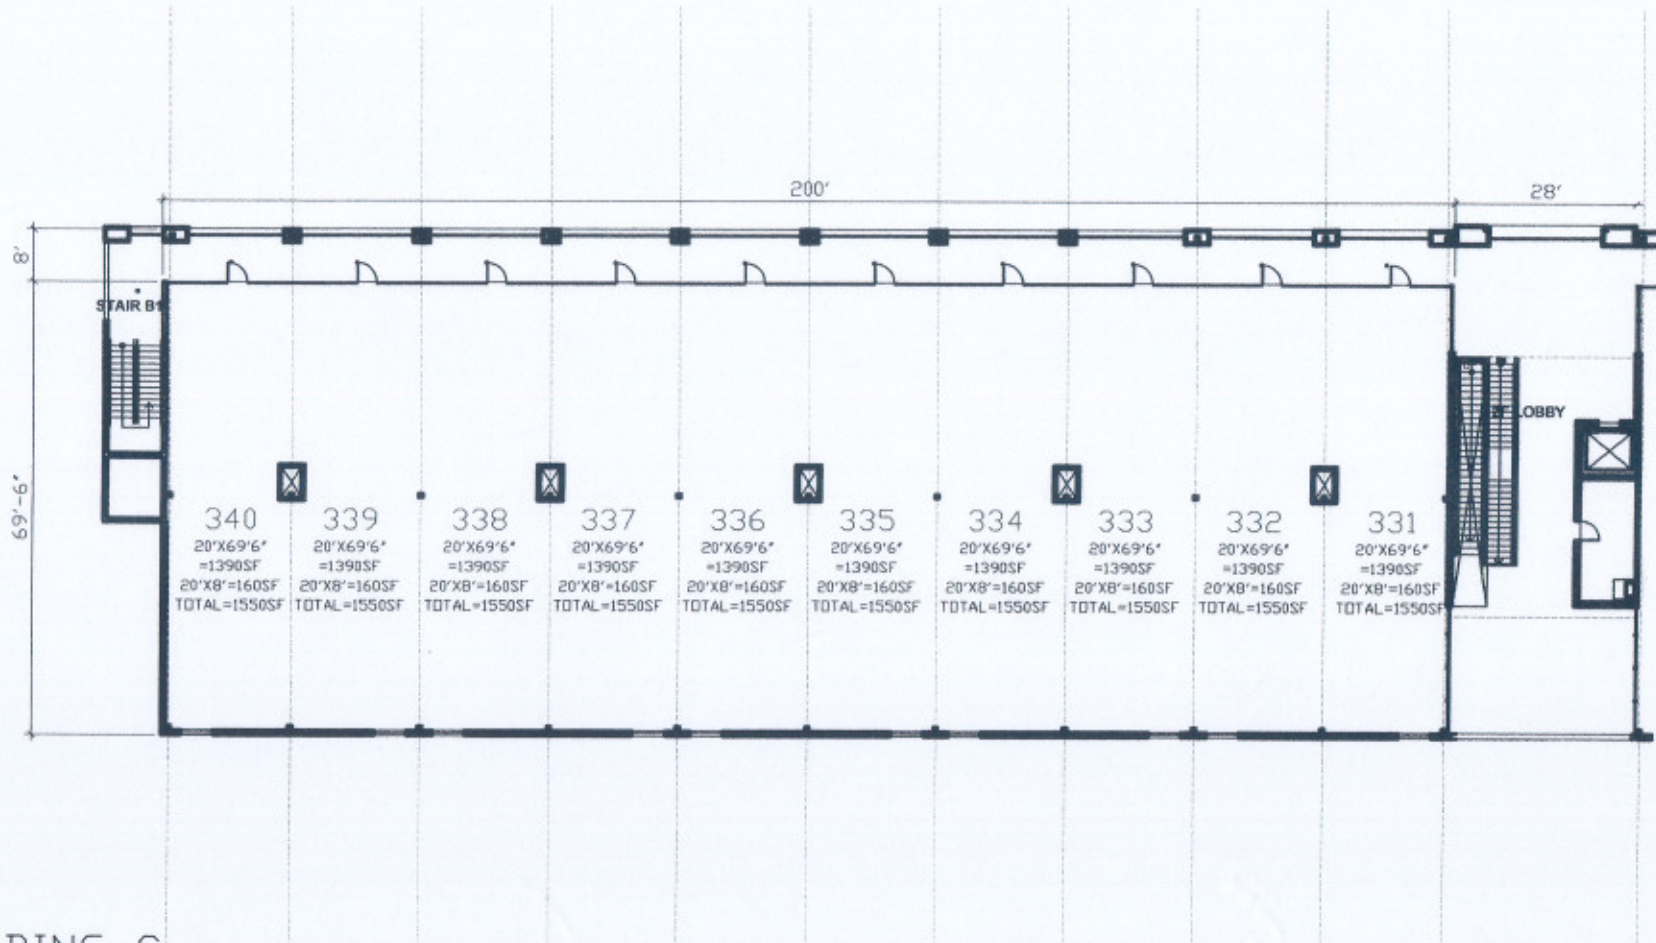 200'
28'
8'
STAIR B1
LOBBY
69'-6"
340
20'X69'6"
=1390SF
20'X8'=160SF
TOTAL=1550SF
339
20'X69'6"
=1390SF
20'X8'=160SF
TOTAL=1550SF
338
20'X69'6"
=1390SF
20'X8'=160SF
TOTAL=1550SF
337
20'X69'6"
=1390SF
20'X8'=160SF
TOTAL=1550SF
336
20'X69'6"
=1390SF
20'X8'=160SF
TOTAL=1550SF
335
20'X69'6"
=1390SF
20'X8'=160SF
TOTAL=1550SF
334
20'X69'6"
=1390SF
20'X8'=160SF
TOTAL=1550SF
333
20'X69'6"
=1390SF
20'X8'=160SF
TOTAL=1550SF
332
20'X69'6"
=1390SF
20'X8'=160SF
TOTAL=1550SF
331
20'X69'6"
=1390SF
20'X8'=160SF
TOTAL=1550SF